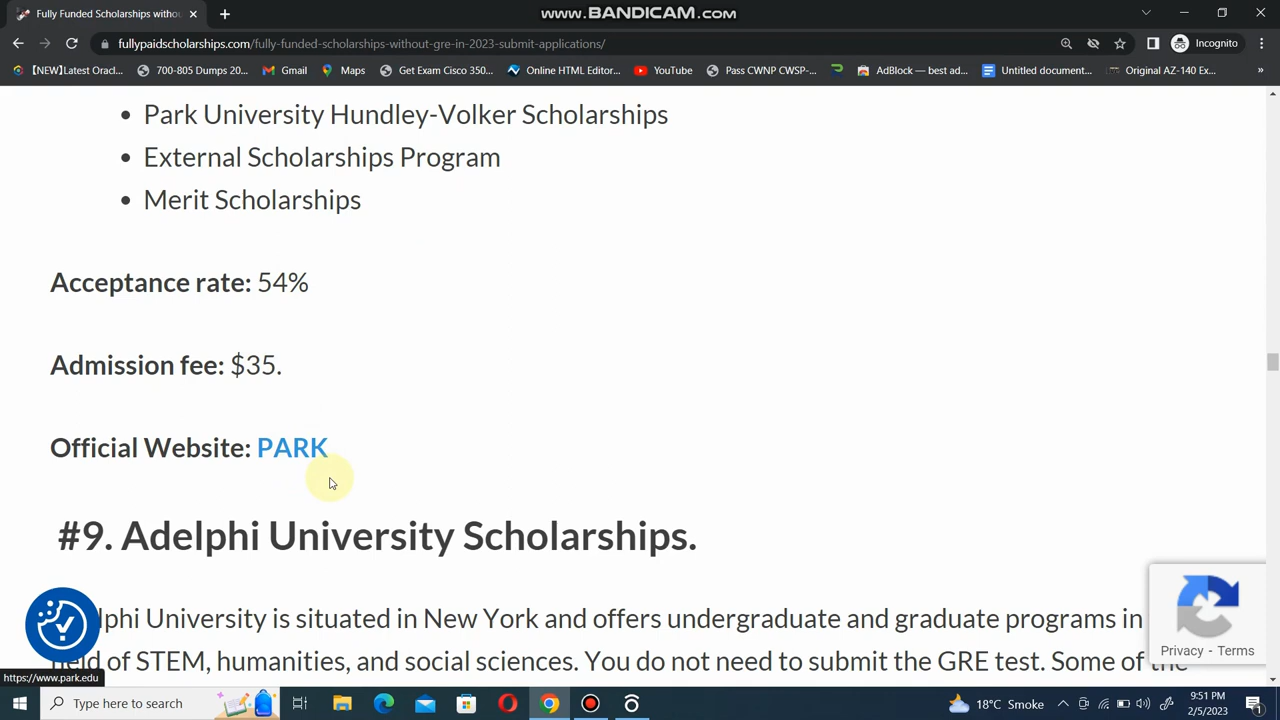 Fully Funded Scholarships withou
www.BANDICAM.com
fullypaidscholarships.com/fully-funded-scholarships-without-gre-in-2023-submit-applications/
Incognito
【NEW】Latest Oracl...
700-805 Dumps 20...
Gmail
Maps
Get Exam Cisco 350...
Online HTML Editor...
YouTube
Pass CWNP CWSP-...
AdBlock — best ad...
Untitled document...
Original AZ-140 Ex...
• Park University Hundley-Volker Scholarships
• External Scholarships Program
• Merit Scholarships
Acceptance rate: 54%
Admission fee: $35.
Official Website: PARK
#9. Adelphi University Scholarships.
lphi University is situated in New York and offers undergraduate and graduate programs in
field of STEM, humanities, and social sciences. You do not need to submit the GRE test. Some of the
Privacy - Terms
https://www.park.edu
Type here to search
18°C Smoke
9:51 PM
2/5/2023
1